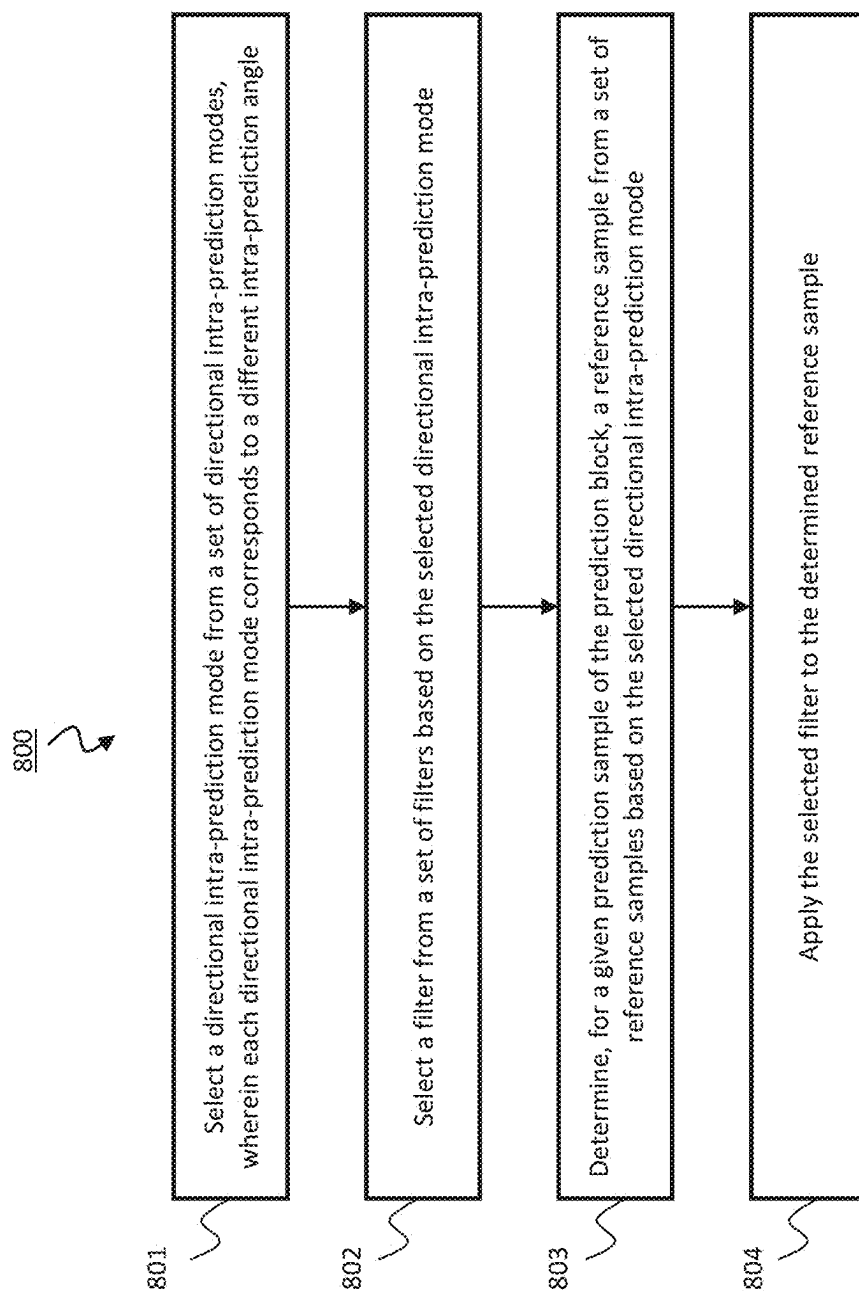 800
801
Select a directional intra-prediction mode from a set of directional intra-prediction modes,
wherein each directional intra-prediction mode corresponds to a different intra-prediction angle
802
Select a filter from a set of filters based on the selected directional intra-prediction mode
803
Determine, for a given prediction sample of the prediction block, a reference sample from a set of
reference samples based on the selected directional intra-prediction mode
804
Apply the selected filter to the determined reference sample